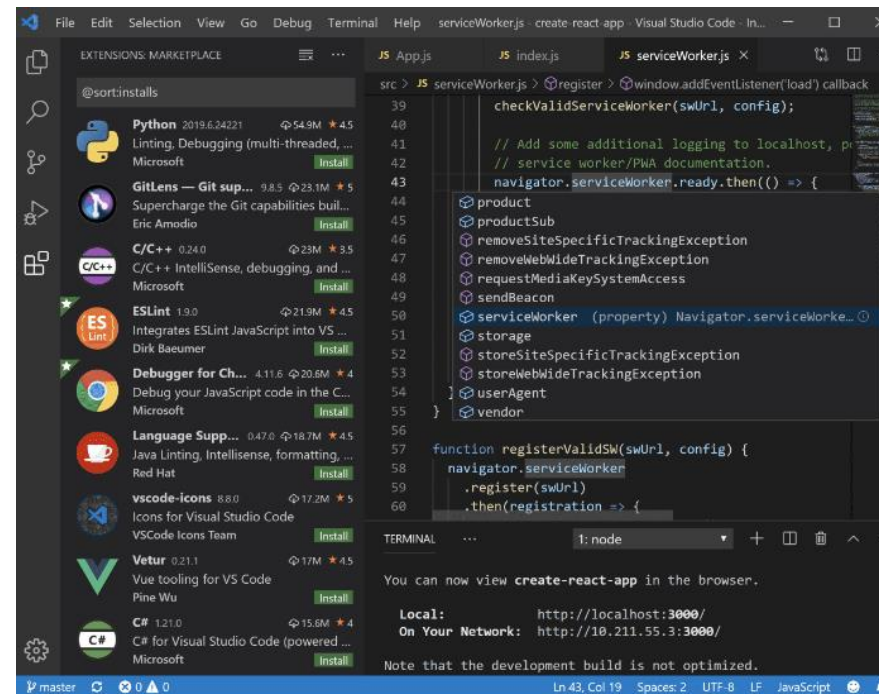 File Edit Selection View Go Debug Terminal Help serviceWorker.js - create-react-app - Visual Studio Code - In...
EXTENSIONS: MARKETPLACE
@sort:installs
Python 2019.6.24221 54.9M ★ 4.5
Linting, Debugging (multi-threaded, ...
Microsoft Install
GitLens — Git sup... 9.8.5 23.1M ★ 5
Supercharge the Git capabilities buil...
Eric Amodio Install
C/C++ C/C++ 0.24.0 23M ★ 3.5
C/C++ IntelliSense, debugging, and ...
Microsoft Install
ES Lint ESLint 1.9.0 21.9M ★ 4.5
Integrates ESLint JavaScript into VS ...
Dirk Baeumer Install
Debugger for Ch... 4.11.6 20.6M ★ 4
Debug your JavaScript code in the C...
Microsoft Install
Language Supp... 0.47.0 18.7M ★ 4.5
Java Linting, Intellisense, formatting, ...
Red Hat Install
vscode-icons 8.8.0 17.2M ★ 5
Icons for Visual Studio Code
VSCode Icons Team Install
Vetur 0.21.1 17M ★ 4.5
Vue tooling for VS Code
Pine Wu Install
C# C# 1.21.0 15.6M ★ 4
C# for Visual Studio Code (powered ...
Microsoft Install
JS App.js JS index.js JS serviceWorker.js ×
src > JS serviceWorker.js > register > window.addEventListener('load') callback
39 checkValidServiceWorker(swUrl, config);
40
41 // Add some additional logging to localhost, p
42 // service worker/PWA documentation.
43 navigator.serviceWorker.ready.then(() => {
44 product
45 productSub
46 removeSiteSpecificTrackingException
47 removeWebWideTrackingException
48 requestMediaKeySystemAccess
49 sendBeacon
50 serviceWorker (property) Navigator.serviceWorke...
51 storage
52 storeSiteSpecificTrackingException
53 storeWebWideTrackingException
54 } userAgent
55 } vendor
56
57 function registerValidSW(swUrl, config) {
58 navigator.serviceWorker
59 .register(swUrl)
60 .then(registration => {
TERMINAL ... 1: node
You can now view create-react-app in the browser.
Local: http://localhost:3000/
On Your Network: http://10.211.55.3:3000/
Note that the development build is not optimized.
master 0 0 Ln 43, Col 19 Spaces: 2 UTF-8 LF JavaScript